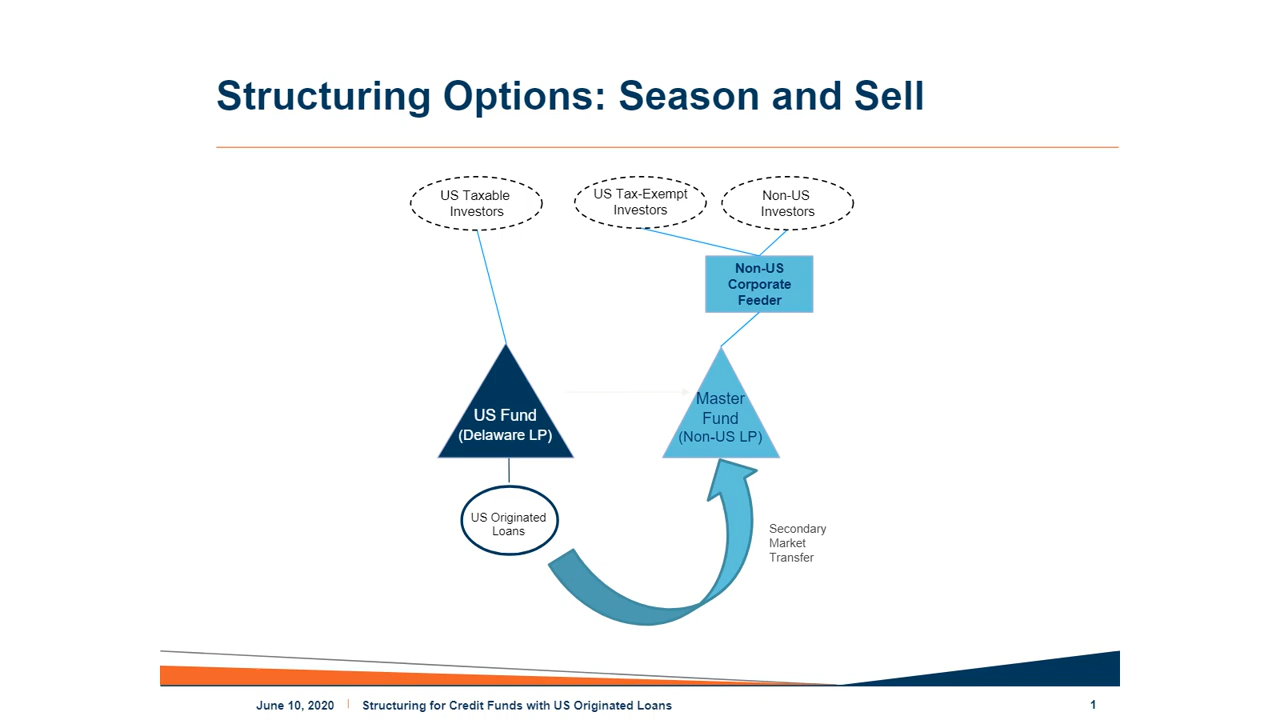 Structuring Options: Season and Sell
US Taxable
Investors
US Tax-Exempt
Investors
Non-US
Investors
Non-US
Corporate
Feeder
US Fund
(Delaware LP)
Master
Fund
(Non-US LP)
US Originated
Loans
Secondary
Market
Transfer
June 10, 2020
Structuring for Credit Funds with US Originated Loans
1